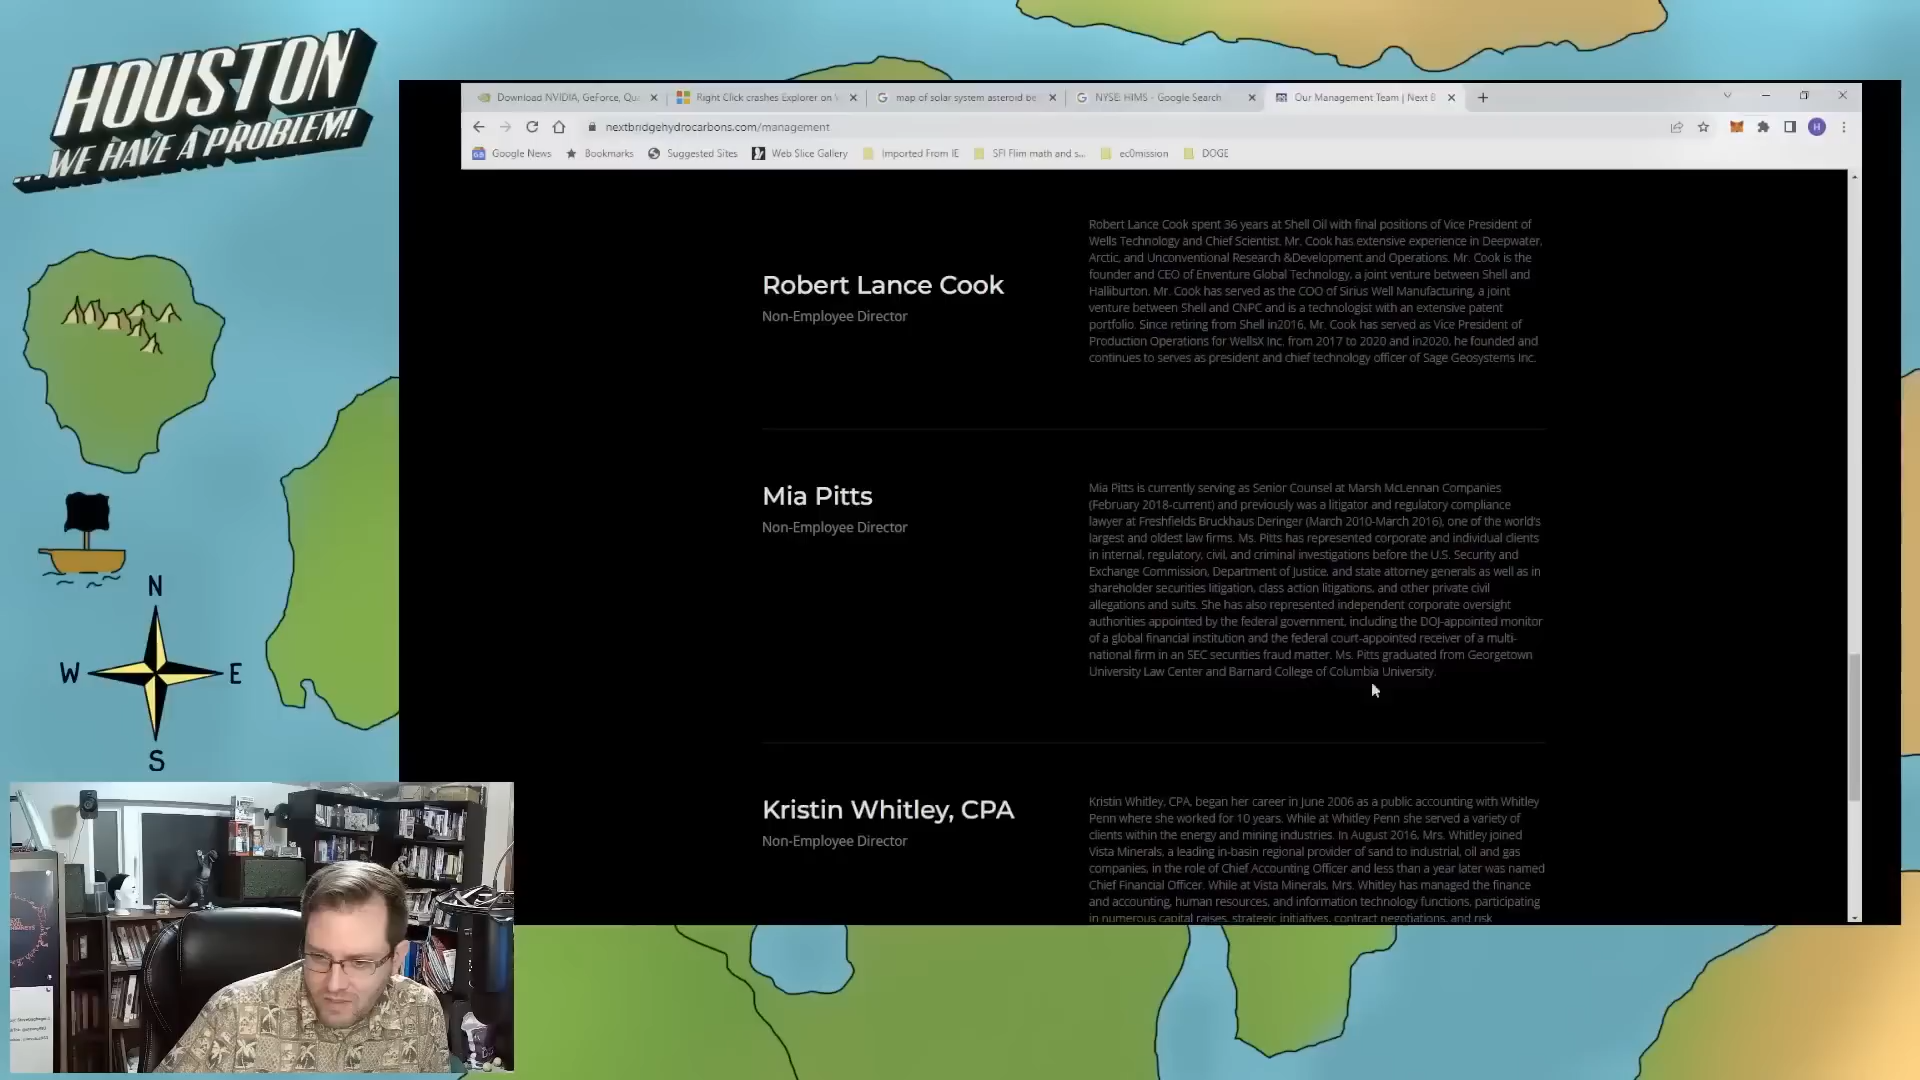 HOUSTON
...WE HAVE A PROBLEM!
N
W
E
S
Download NVIDIA, GeForce, Qu
Right Click crashes Explorer on
map of solar system asteroid be
NYSE: HIMS - Google Search
Our Management Team | Next B
nextbridgehydrocarbons.com/management
H
Google News
Bookmarks
Suggested Sites
Web Slice Gallery
Imported From IE
SFI Flim math and s...
ec0mission
DOGE
Robert Lance Cook
Non-Employee Director
Robert Lance Cook spent 36 years at Shell Oil with final positions of Vice President of
Wells Technology and Chief Scientist. Mr. Cook has extensive experience in Deepwater,
Arctic, and Unconventional Research &Development and Operations. Mr. Cook is the
founder and CEO of Enventure Global Technology, a joint venture between Shell and
Halliburton. Mr. Cook has served as the COO of Sirius Well Manufacturing, a joint
venture between Shell and CNPC and is a technologist with an extensive patent
portfolio. Since retiring from Shell in2016, Mr. Cook has served as Vice President of
Production Operations for WellsX Inc. from 2017 to 2020 and in2020, he founded and
continues to serves as president and chief technology officer of Sage Geosystems Inc.
Mia Pitts
Non-Employee Director
Mia Pitts is currently serving as Senior Counsel at Marsh McLennan Companies
(February 2018-current) and previously was a litigator and regulatory compliance
lawyer at Freshfields Bruckhaus Deringer (March 2010-March 2016), one of the world's
largest and oldest law firms. Ms. Pitts has represented corporate and individual clients
in internal, regulatory, civil, and criminal investigations before the U.S. Security and
Exchange Commission, Department of Justice, and state attorney generals as well as in
shareholder securities litigation, class action litigations, and other private civil
allegations and suits. She has also represented independent corporate oversight
authorities appointed by the federal government, including the DOJ-appointed monitor
of a global financial institution and the federal court-appointed receiver of a multi-
national firm in an SEC securities fraud matter. Ms. Pitts graduated from Georgetown
University Law Center and Barnard College of Columbia University.
Kristin Whitley, CPA
Non-Employee Director
Kristin Whitley, CPA, began her career in June 2006 as a public accounting with Whitley
Penn where she worked for 10 years. While at Whitley Penn she served a variety of
clients within the energy and mining industries. In August 2016, Mrs. Whitley joined
Vista Minerals, a leading in-basin regional provider of sand to industrial, oil and gas
companies, in the role of Chief Accounting Officer and less than a year later was named
Chief Financial Officer. While at Vista Minerals, Mrs. Whitley has managed the finance
and accounting, human resources, and information technology functions, participating
in numerous capital raises, strategic initiatives, contract negotiations, and risk